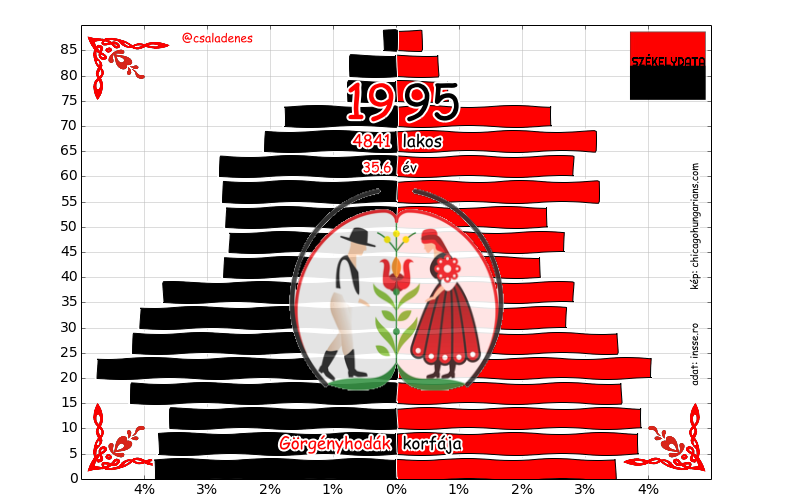 @csaladenes
SZÉKELYDATA
1995
4841 lakos
35.6 év
kép: chicagohungarians.com
adat: insse.ro
Görgényhodák korfája
85
80
75
70
65
60
55
50
45
40
35
30
25
20
15
10
5
0
4% 3% 2% 1% 0% 1% 2% 3% 4%